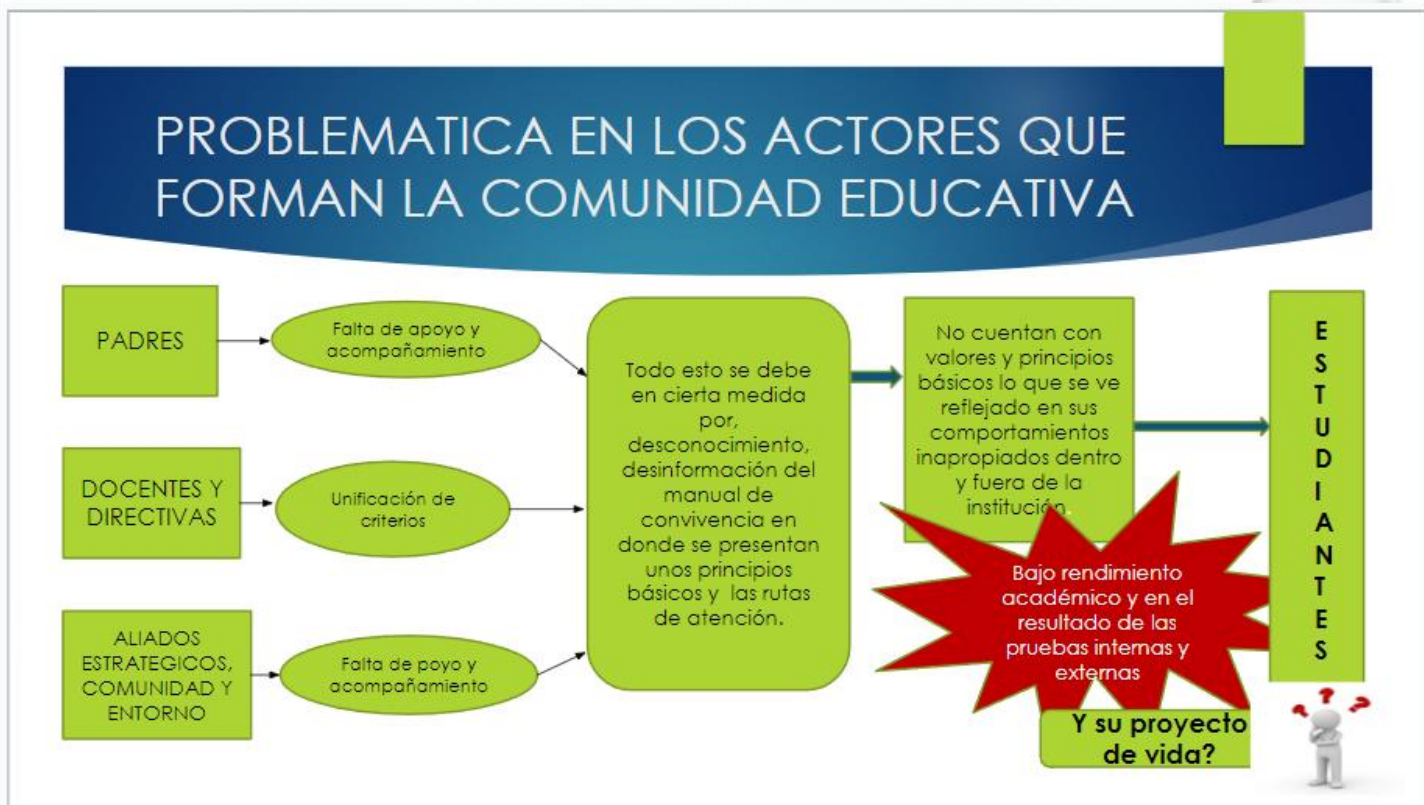 PROBLEMATICA EN LOS ACTORES QUE
FORMAN LA COMUNIDAD EDUCATIVA
PADRES
Falta de apoyo y
acompañamiento
DOCENTES Y
DIRECTIVAS
Unificación de
criterios
ALIADOS
ESTRATEGICOS,
COMUNIDAD Y
ENTORNO
Falta de poyo y
acompañamiento
Todo esto se debe
en cierta medida
por,
desconocimiento,
desinformación del
manual de
convivencia en
donde se presentan
unos principios
básicos y las rutas
de atención.
No cuentan con
valores y principios
básicos lo que se ve
reflejado en sus
comportamientos
inapropiados dentro
y fuera de la
institución.
Bajo rendimiento
académico y en el
resultado de las
pruebas internas y
externas
Y su proyecto
de vida?
E
S
T
U
D
I
A
N
T
E
S
? ? ?